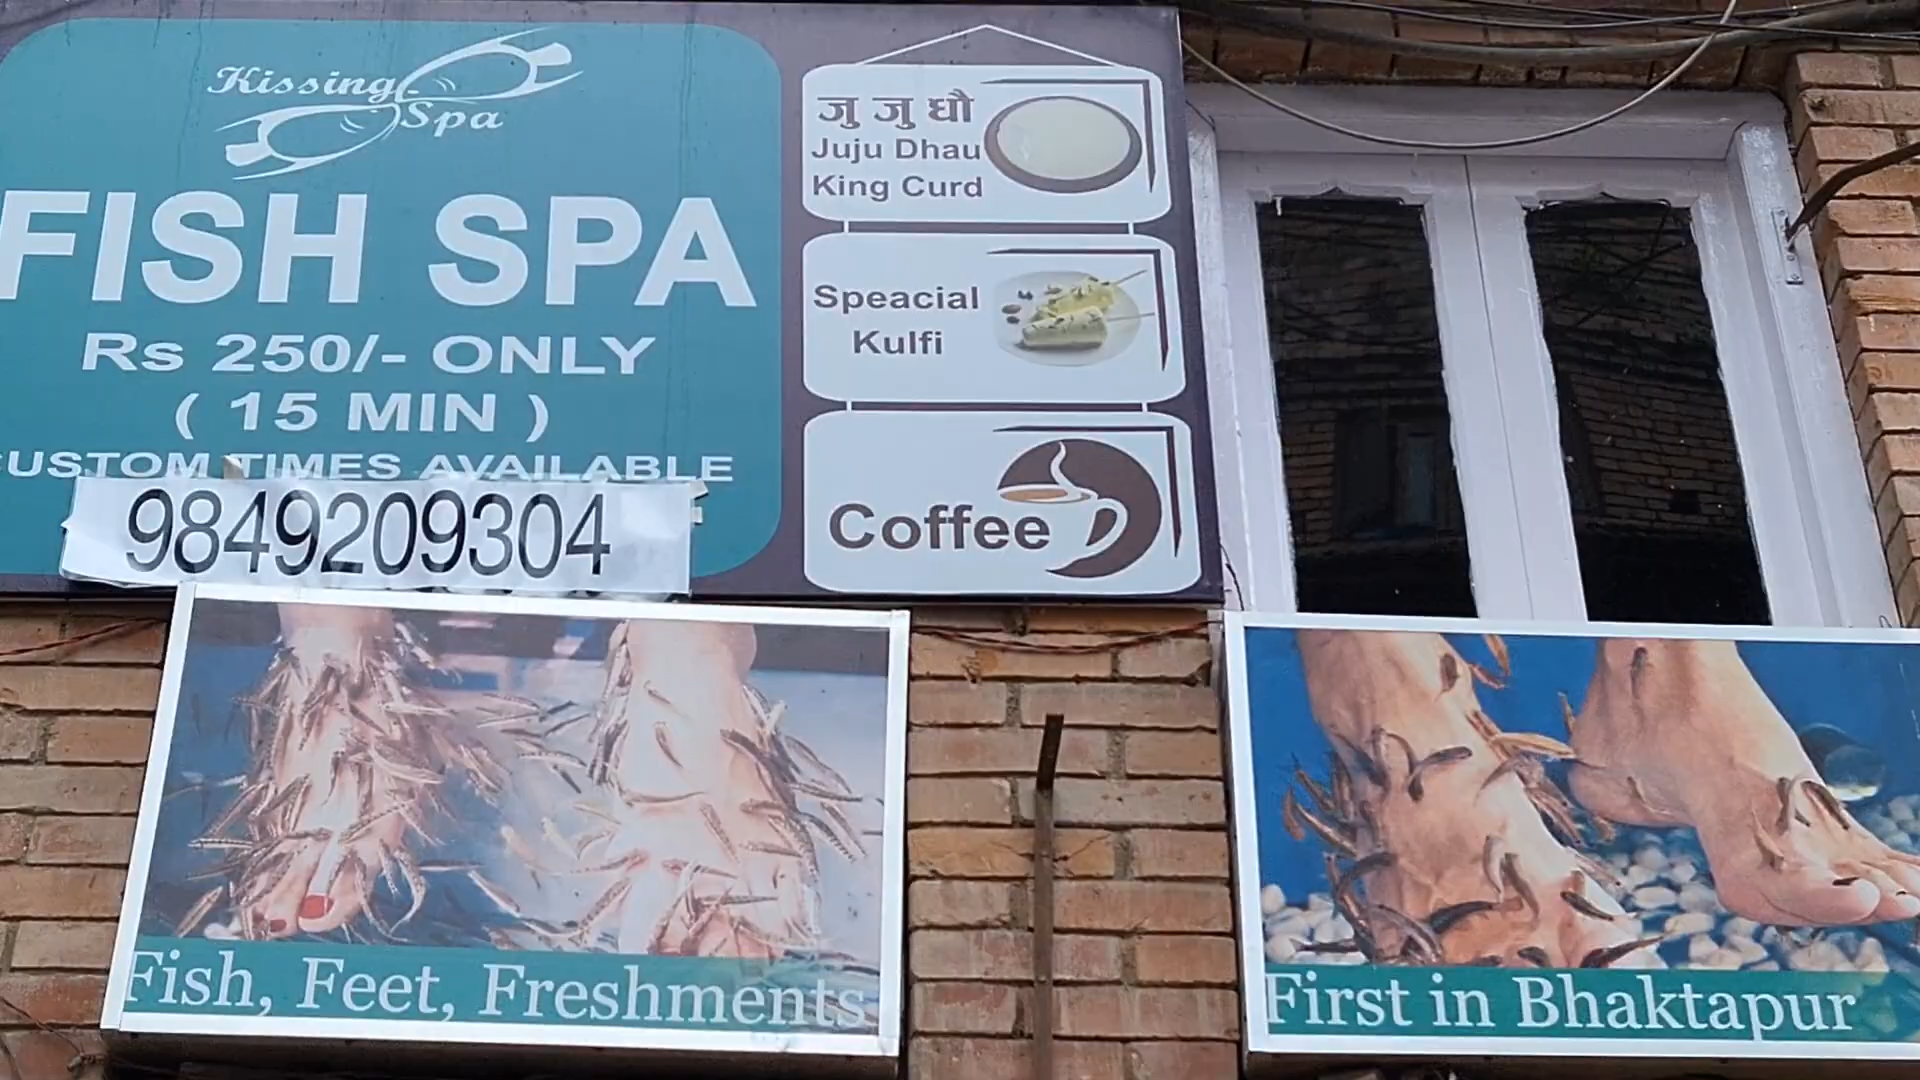 Kissing
Spa
FISH SPA
Rs 250/- ONLY
( 15 MIN )
CUSTOM TIMES AVAILABLE
9849209304
जु जु धौ
Juju Dhau
King Curd
Speacial
Kulfi
Coffee
Fish, Feet, Freshments
First in Bhaktapur